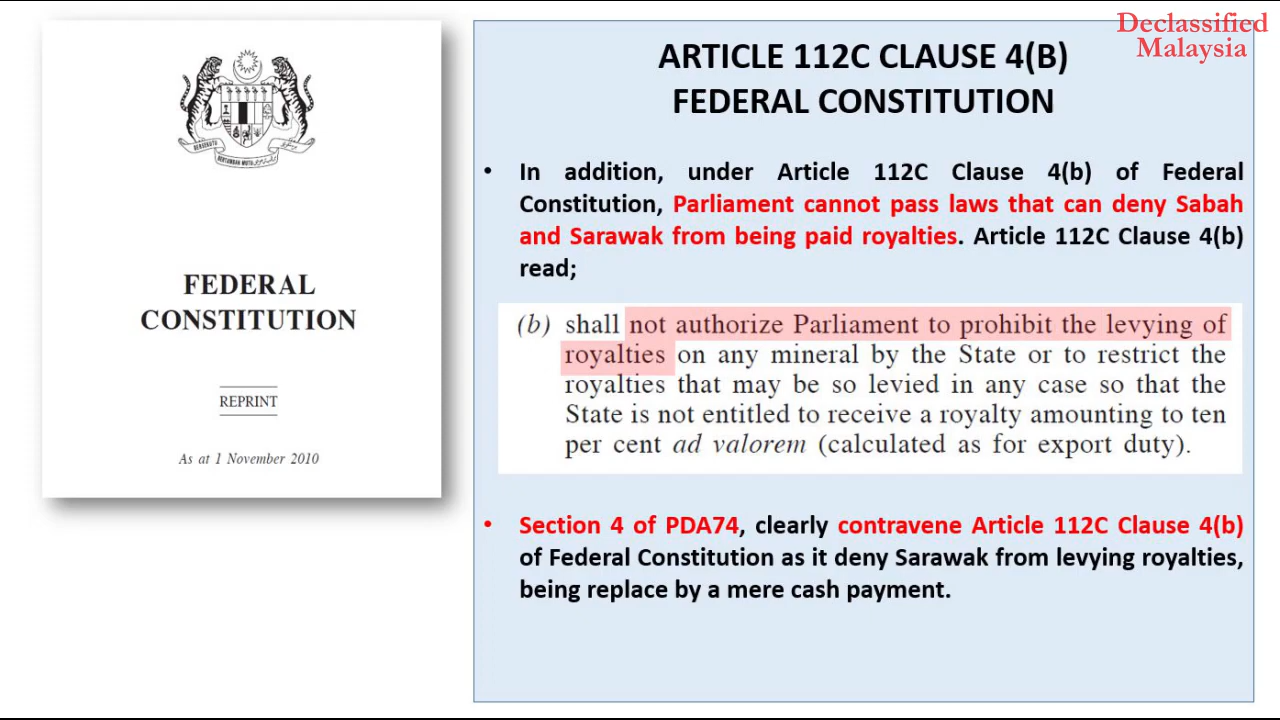 Declassified
Malaysia
FEDERAL
CONSTITUTION
REPRINT
As at 1 November 2010
ARTICLE 112C CLAUSE 4(B)
FEDERAL CONSTITUTION
• In addition, under Article 112C Clause 4(b) of Federal
Constitution, Parliament cannot pass laws that can deny Sabah
and Sarawak from being paid royalties. Article 112C Clause 4(b)
read;
(b) shall not authorize Parliament to prohibit the levying of
royalties on any mineral by the State or to restrict the
royalties that may be so levied in any case so that the
State is not entitled to receive a royalty amounting to ten
per cent ad valorem (calculated as for export duty).
• Section 4 of PDA74, clearly contravene Article 112C Clause 4(b)
of Federal Constitution as it deny Sarawak from levying royalties,
being replace by a mere cash payment.